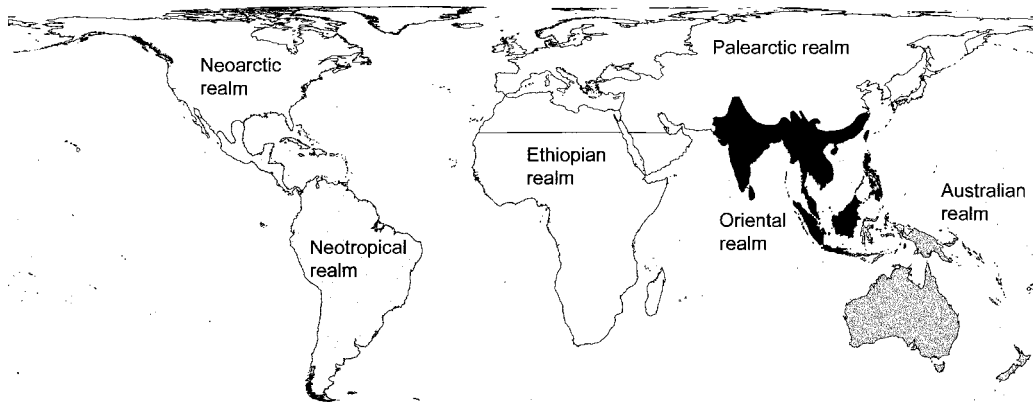 Neoarctic
realm
Palearctic realm
Ethiopian
realm
Australian
realm
Oriental
realm
Neotropical
realm